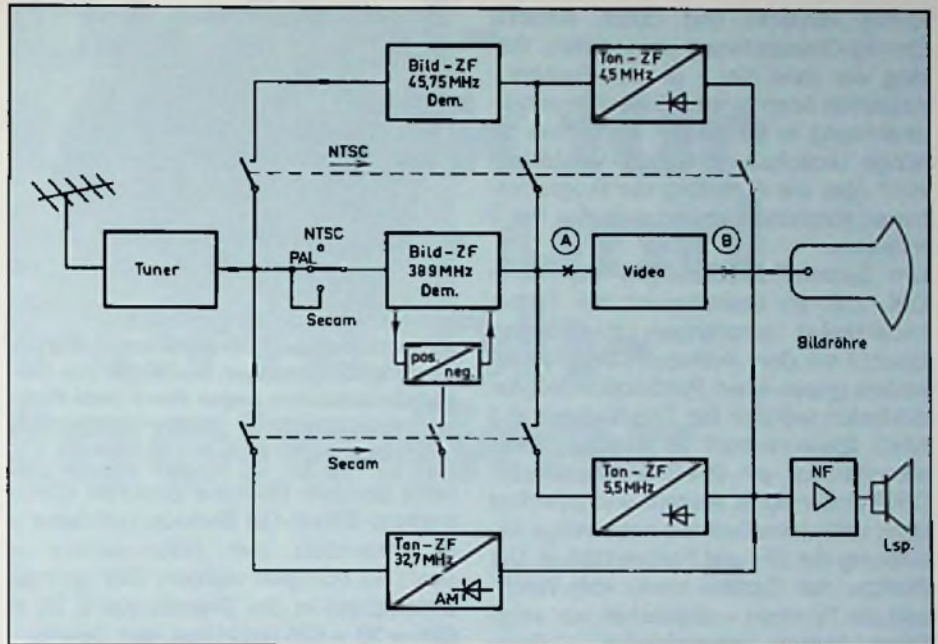 Bild-ZF
45,75 MHz
Dem.
Ton-ZF
4,5 MHz
NTSC
Tuner
NTSC
PAL
Secam
Bild-ZF
38,9 MHz
Dem.
A
Video
B
Bildröhre
pos.
neg.
Secam
Ton-ZF
5,5 MHz
NF
Lsp.
Ton-ZF
32,7 MHz
AM